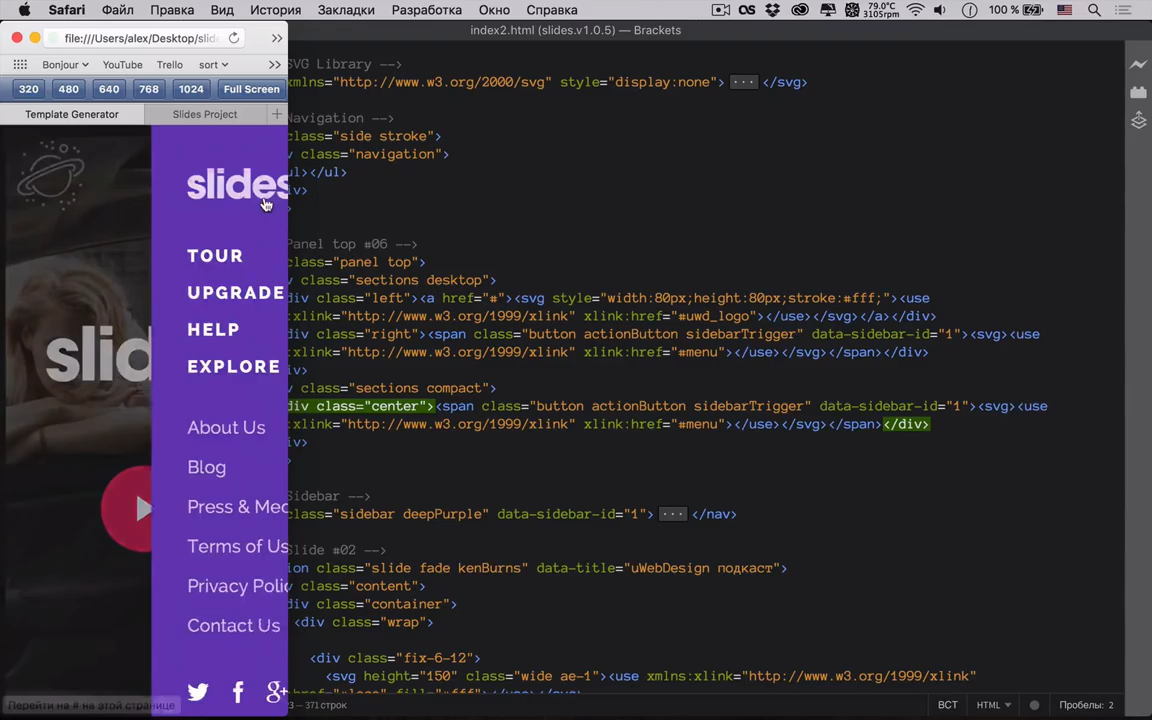 Safari Файл Правка Вид История Закладки Разработка Окно Справка 79.0°C 3105rpm 100 %
index2.html (slides.v1.0.5) — Brackets
file:///Users/alex/Desktop/slid
Bonjour YouTube Trello sort
320 480 640 768 1024 Full Screen
Template Generator Slides Project
slides
TOUR
UPGRADE
HELP
EXPLORE
slid
About Us
Blog
Press & Med
Terms of Us
Privacy Polic
Contact Us
Перейти на # на этой странице
SVG Library -->
xmlns="http://www.w3.org/2000/svg" style="display:none"> ... </svg>
Navigation -->
class="side stroke">
v class="navigation">
ul></ul>
iv>
>
Panel top #06 -->
class="panel top">
v class="sections desktop">
div class="left"><a href="#"><svg style="width:80px;height:80px;stroke:#fff;"><use
:xlink="http://www.w3.org/1999/xlink" xlink:href="#uwd_logo"></use></svg></a></div>
div class="right"><span class="button actionButton sidebarTrigger" data-sidebar-id="1"><svg><use
:xlink="http://www.w3.org/1999/xlink" xlink:href="#menu"></use></svg></span></div>
iv>
v class="sections compact">
div class="center"><span class="button actionButton sidebarTrigger" data-sidebar-id="1"><svg><use
:xlink="http://www.w3.org/1999/xlink" xlink:href="#menu"></use></svg></span></div>
iv>
>
Sidebar -->
class="sidebar deepPurple" data-sidebar-id="1"> ... </nav>
Slide #02 -->
ion class="slide fade kenBurns" data-title="uWebDesign подкаст">
v class="content">
div class="container">
<div class="wrap">
<div class="fix-6-12">
<svg height="150" class="wide ae-1"><use xmlns:xlink="http://www.w3.org/1999/xlink"
3 — 371 строк ВСТ HTML Пробелы: 2